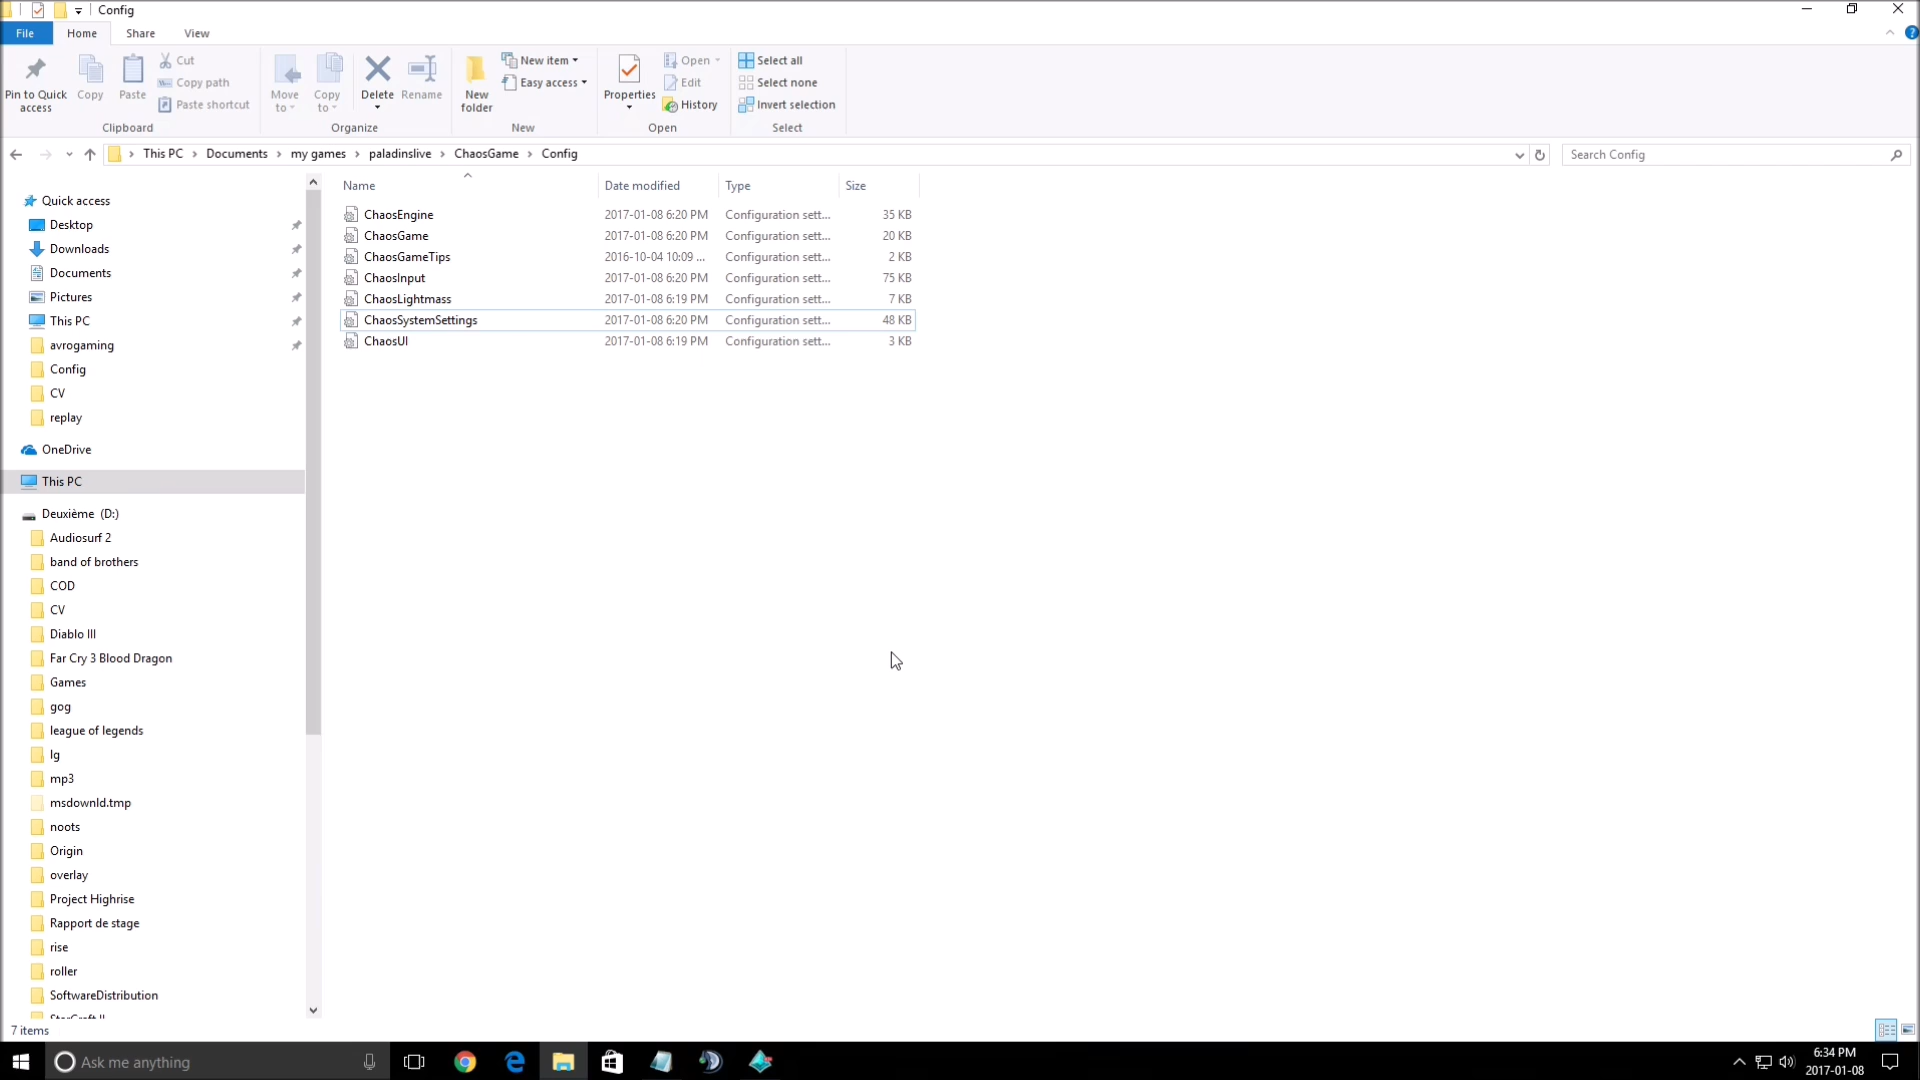 Config
File Home Share View
Pin to Quick access
Copy
Paste
Cut
Copy path
Paste shortcut
Clipboard
Move to
Copy to
Delete
Rename
Organize
New folder
New item
Easy access
New
Properties
Open
Edit
History
Open
Select all
Select none
Invert selection
Select
This PC > Documents > my games > paladinslive > ChaosGame > Config
Search Config
Quick access
Desktop
Downloads
Documents
Pictures
This PC
avrogaming
Config
CV
replay
OneDrive
This PC
Deuxième (D:)
Audiosurf 2
band of brothers
COD
CV
Diablo III
Far Cry 3 Blood Dragon
Games
gog
league of legends
lg
mp3
msdownld.tmp
noots
Origin
overlay
Project Highrise
Rapport de stage
rise
roller
SoftwareDistribution
StarCraft II
Name Date modified Type Size
ChaosEngine 2017-01-08 6:20 PM Configuration sett... 35 KB
ChaosGame 2017-01-08 6:20 PM Configuration sett... 20 KB
ChaosGameTips 2016-10-04 10:09 ... Configuration sett... 2 KB
ChaosInput 2017-01-08 6:20 PM Configuration sett... 75 KB
ChaosLightmass 2017-01-08 6:19 PM Configuration sett... 7 KB
ChaosSystemSettings 2017-01-08 6:20 PM Configuration sett... 48 KB
ChaosUI 2017-01-08 6:19 PM Configuration sett... 3 KB
7 items
Ask me anything
6:34 PM
2017-01-08